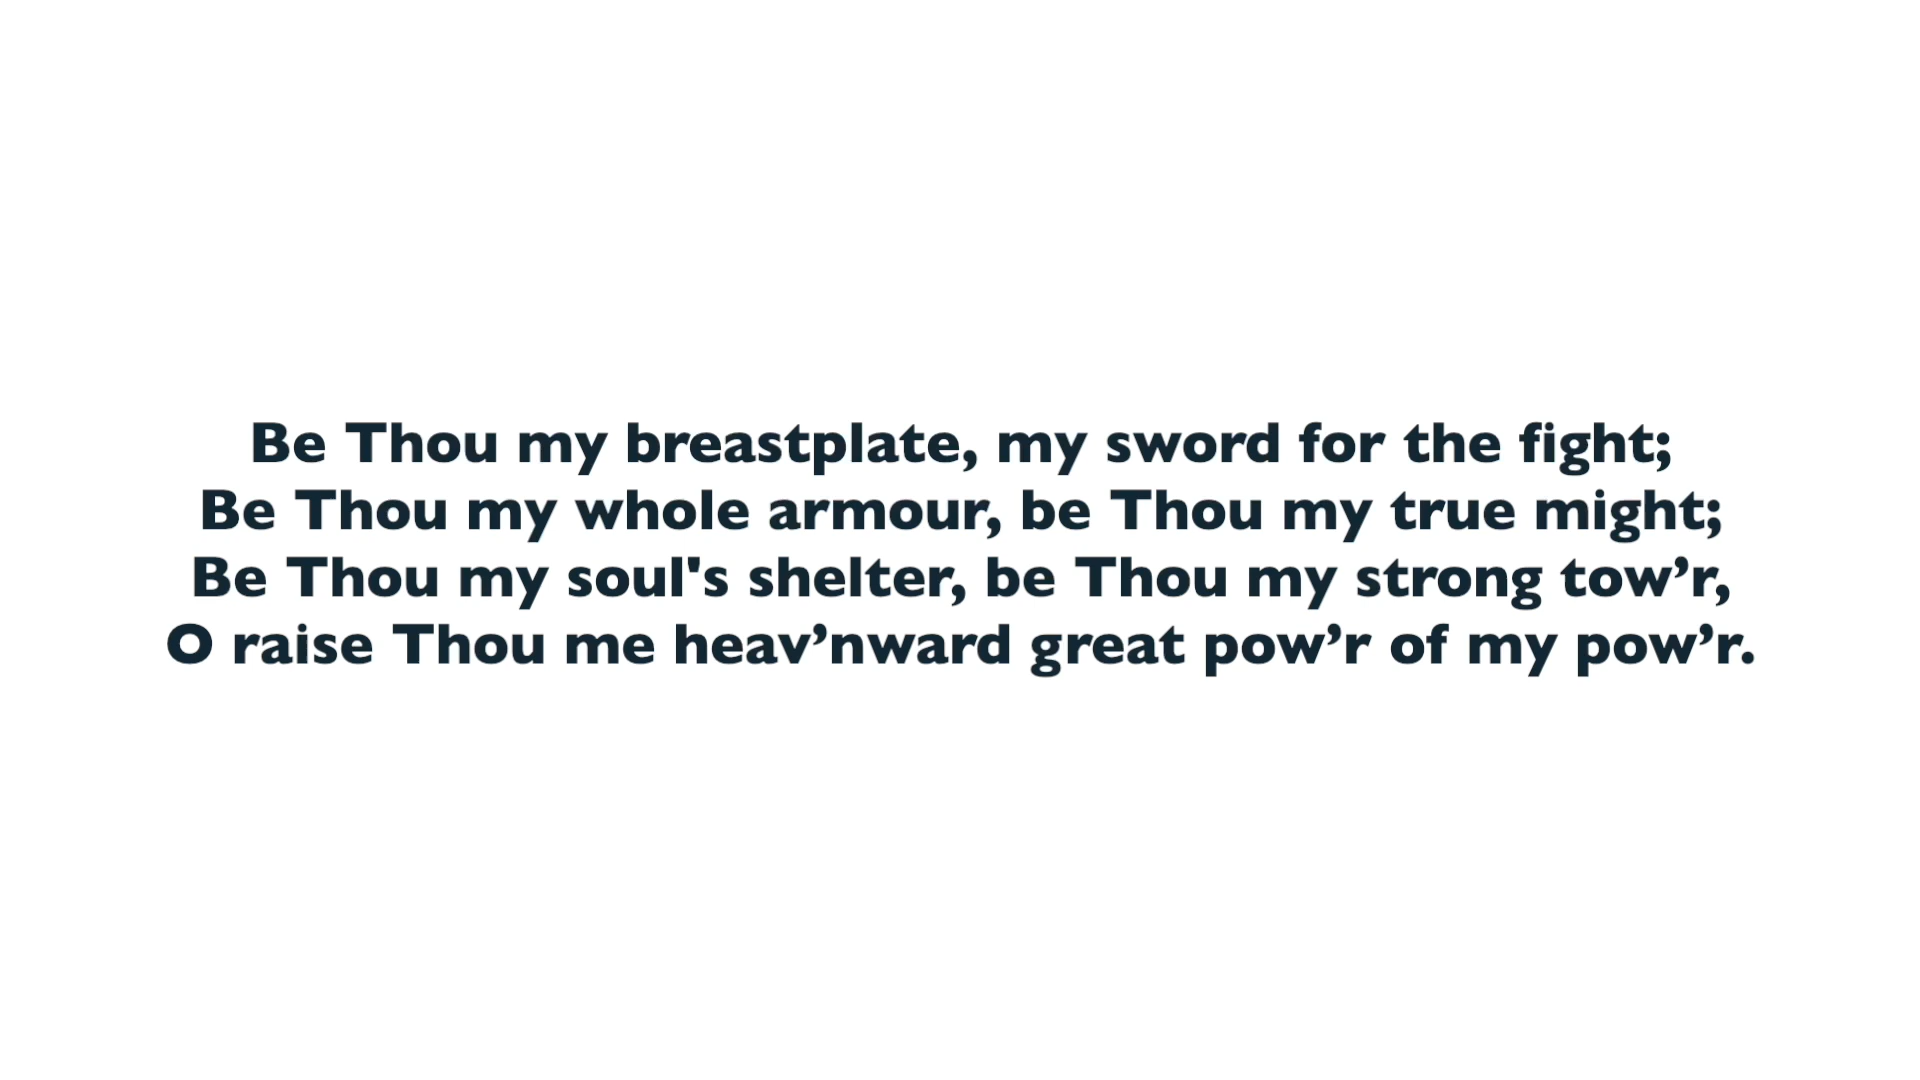 Be Thou my breastplate, my sword for the fight;
Be Thou my whole armour, be Thou my true might;
Be Thou my soul's shelter, be Thou my strong tow’r,
O raise Thou me heav’nward great pow’r of my pow’r.